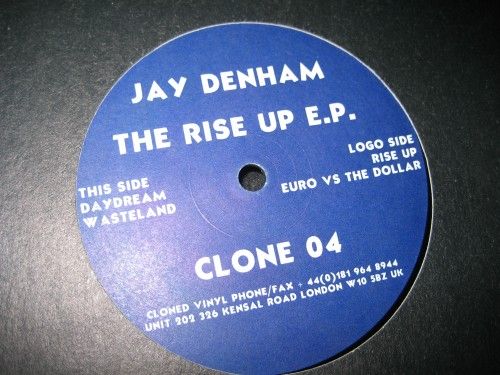 JAY DENHAM
THE RISE UP E.P.
THIS SIDE
DAYDREAM
WASTELAND
LOGO SIDE
RISE UP
EURO VS THE DOLLAR
CLONE 04
CLONED VINYL PHONE/FAX + 44(0)181 964 8944
UNIT 202 326 KENSAL ROAD LONDON W10 5BZ UK